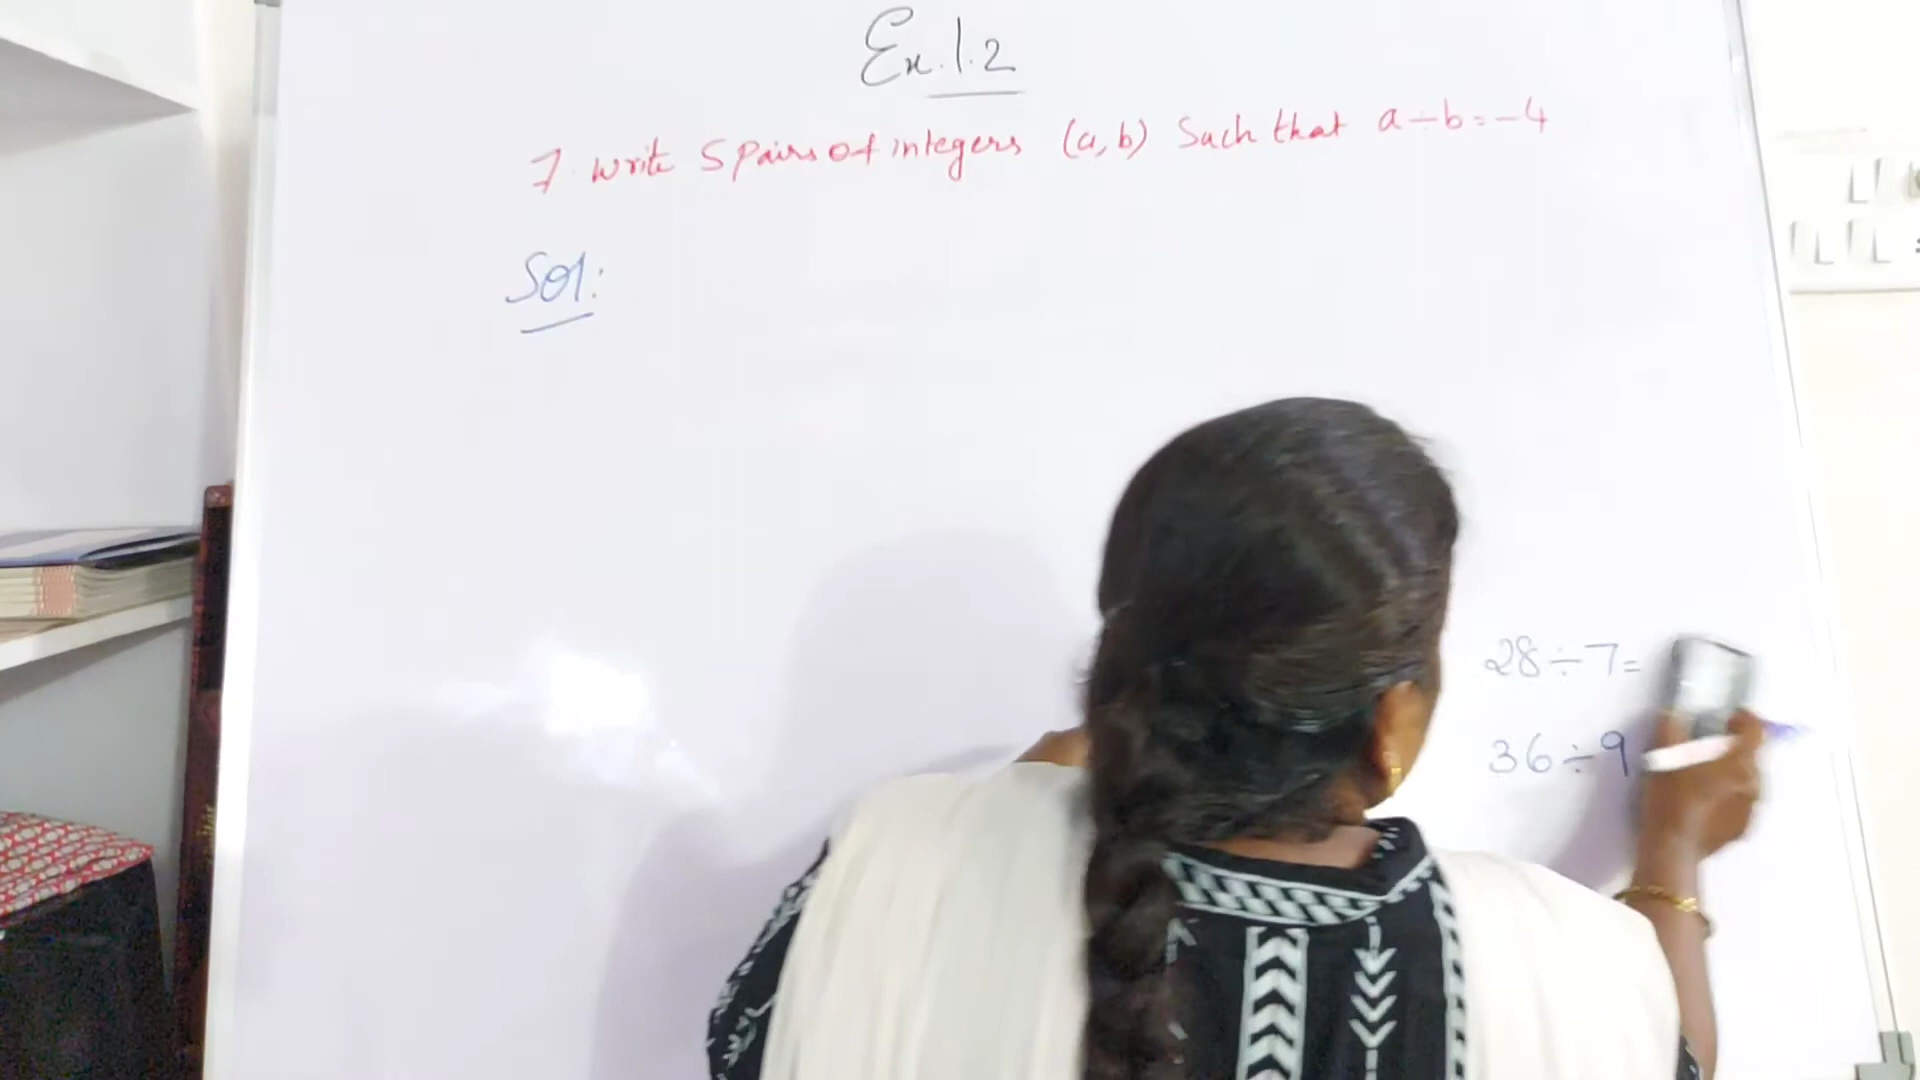 Ex.1.2
7. Write 5 pairs of integers (a,b) Such that a÷b=-4
Sol:
28÷7=
36÷9